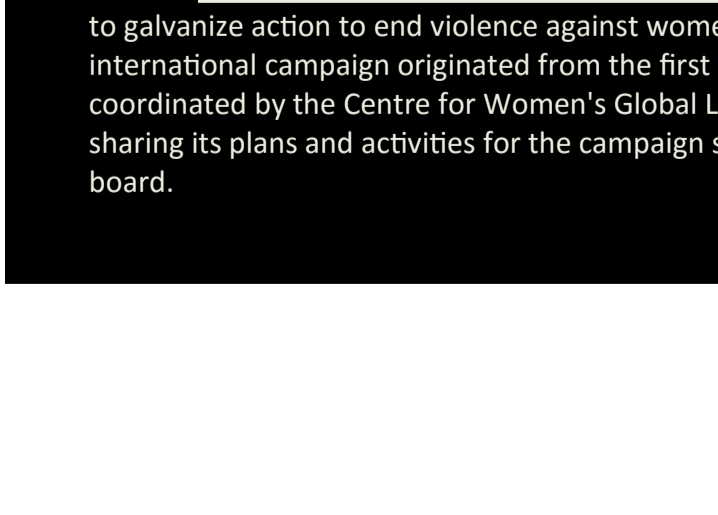 to galvanize action to end violence against wome
international campaign originated from the first
coordinated by the Centre for Women's Global L
sharing its plans and activities for the campaign s
board.